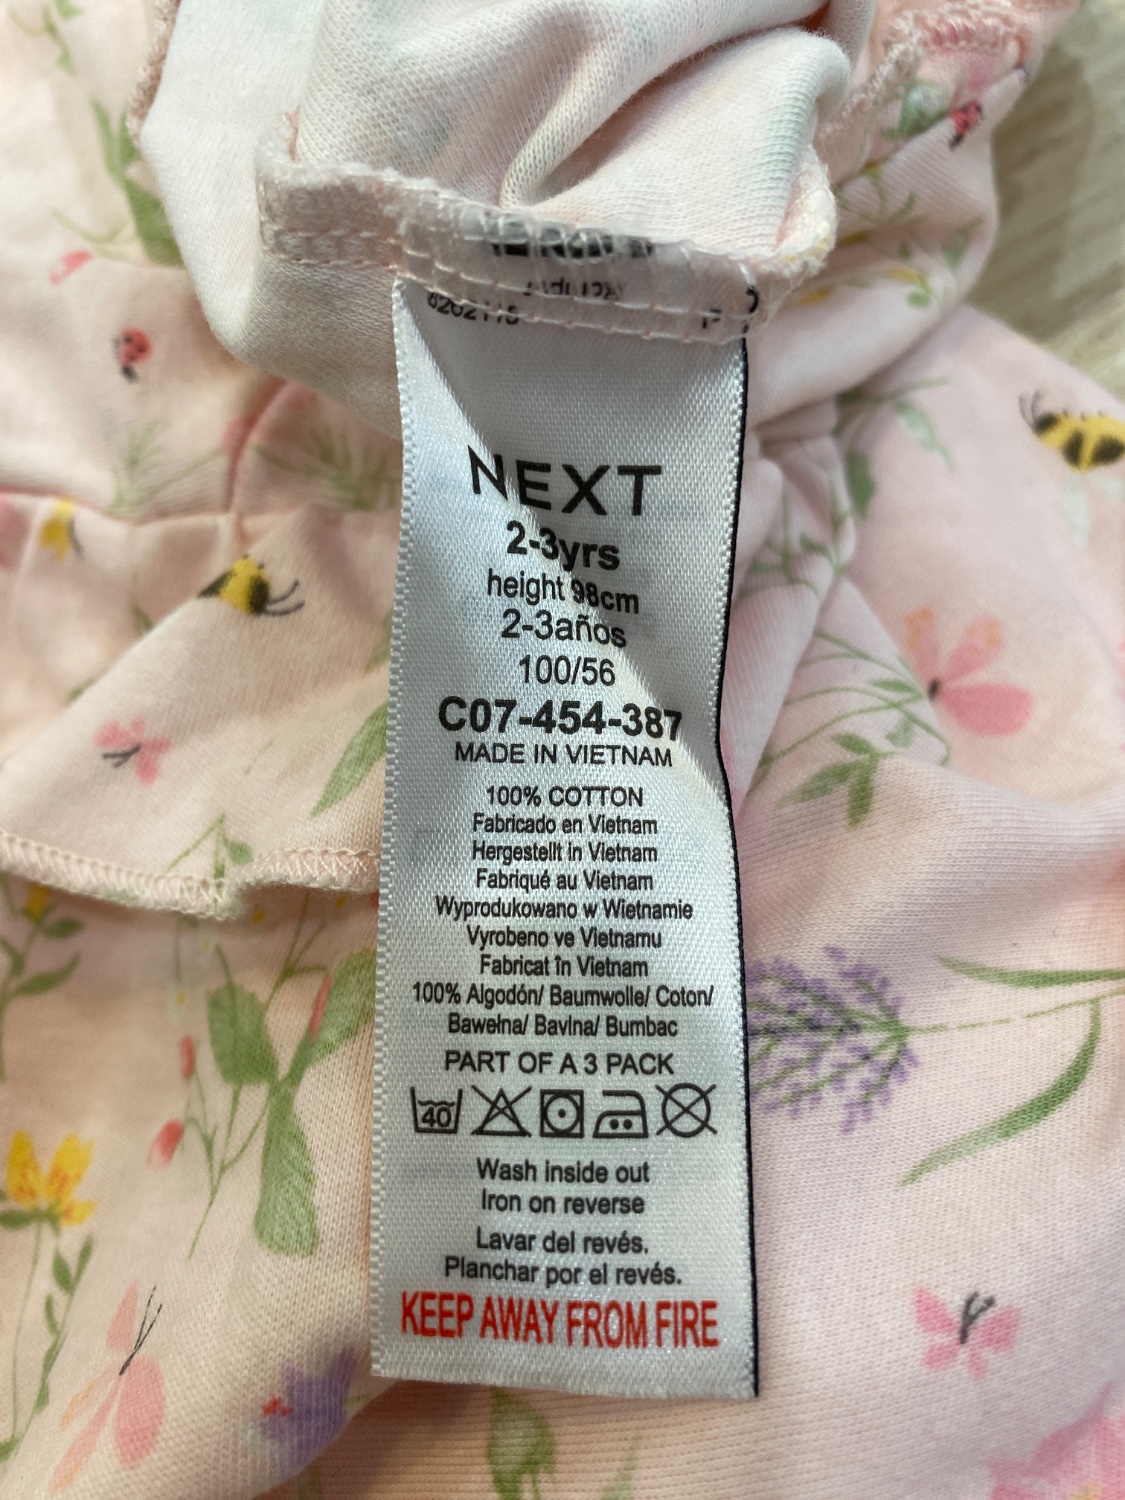 NEXT
2-3yrs
height 98cm
2-3años
100/56
C07-454-387
MADE IN VIETNAM
100% COTTON
Fabricado en Vietnam
Hergestellt in Vietnam
Fabriqué au Vietnam
Wyprodukowano w Wietnamie
Vyrobeno ve Vietnamu
Fabricat în Vietnam
100% Algodón/ Baumwolle/ Coton/
Bawełna/ Bavlna/ Bumbac
PART OF A 3 PACK
40
Wash inside out
Iron on reverse
Lavar del revés.
Planchar por el revés.
KEEP AWAY FROM FIRE